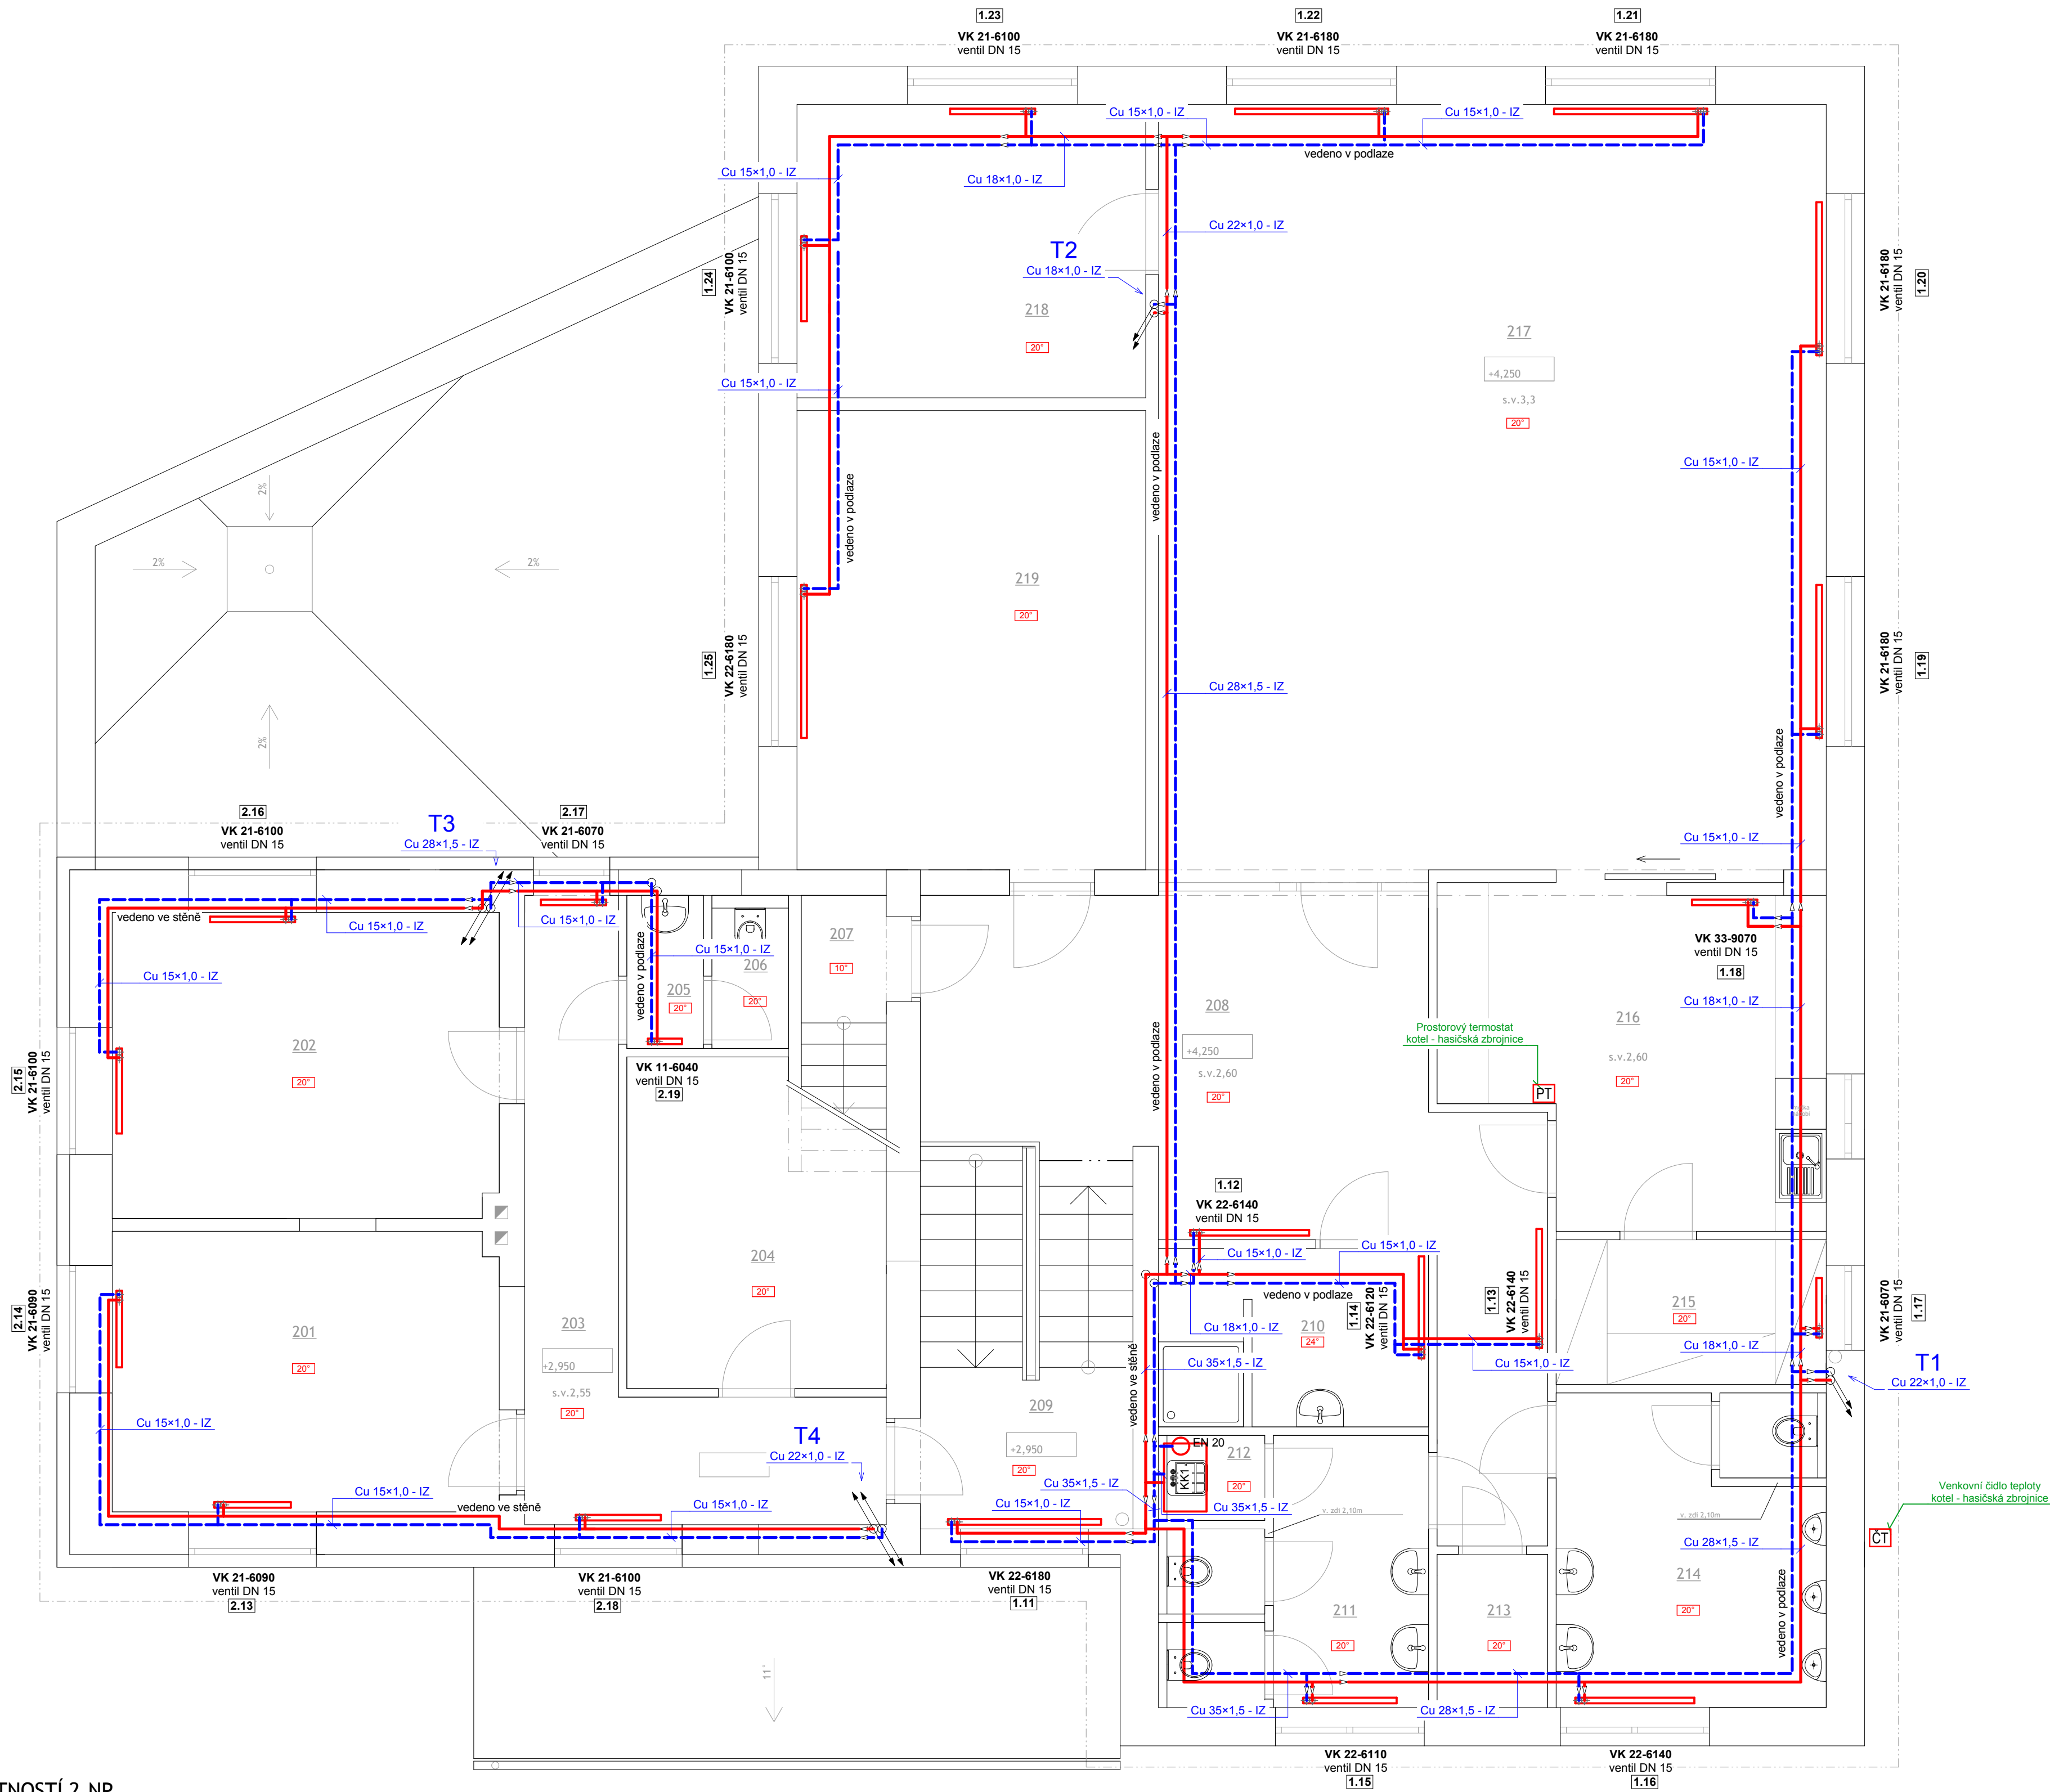 1.23
VK 21-6100
ventil DN 15
1.22
VK 21-6180
ventil DN 15
1.21
VK 21-6180
ventil DN 15
Cu 15×1,0 - IZ
Cu 15×1,0 - IZ
vedeno v podlaze
Cu 15×1,0 - IZ
Cu 18×1,0 - IZ
Cu 22×1,0 - IZ
T2
Cu 18×1,0 - IZ
1.24
VK 21-6100
ventil DN 15
218
20°
217
+4,250
s.v.3,3
20°
VK 21-6180
ventil DN 15
1.20
Cu 15×1,0 - IZ
Cu 15×1,0 - IZ
vedeno v podlaze
vedeno v podlaze
2%
2%
2%
2%
219
20°
1.25
VK 22-6180
ventil DN 15
Cu 28×1,5 - IZ
VK 21-6180
ventil DN 15
1.19
vedeno v podlaze
2.16
VK 21-6100
ventil DN 15
T3
Cu 28×1,5 - IZ
2.17
VK 21-6070
ventil DN 15
Cu 15×1,0 - IZ
vedeno ve stěně
Cu 15×1,0 - IZ
Cu 15×1,0 - IZ
vedeno v podlaze
Cu 15×1,0 - IZ
206
20°
205
20°
207
10°
VK 33-9070
ventil DN 15
1.18
Cu 15×1,0 - IZ
Cu 18×1,0 - IZ
208
+4,250
s.v.2,60
20°
216
s.v.2,60
20°
Prostorový termostat
kotel - hasičská zbrojnice
PT
202
20°
2.15
VK 21-6100
ventil DN 15
VK 11-6040
ventil DN 15
2.19
vedeno v podlaze
1.12
VK 22-6140
ventil DN 15
Cu 15×1,0 - IZ
Cu 15×1,0 - IZ
vedeno v podlaze
Cu 18×1,0 - IZ
210
24°
1.14
VK 22-6120
ventil DN 15
1.13
VK 22-6140
ventil DN 15
Cu 15×1,0 - IZ
215
20°
Cu 18×1,0 - IZ
VK 21-6070
ventil DN 15
1.17
T1
Cu 22×1,0 - IZ
204
20°
203
+2,950
s.v.2,55
20°
2.14
VK 21-6090
ventil DN 15
201
20°
Cu 15×1,0 - IZ
vedeno ve stěně
Cu 35×1,5 - IZ
209
+2,950
20°
T4
Cu 22×1,0 - IZ
EN 20
KK1
212
20°
Cu 35×1,5 - IZ
Cu 35×1,5 - IZ
Cu 15×1,0 - IZ
v. zdi 2,10m
v. zdi 2,10m
Venkovní čidlo teploty
kotel - hasičská zbrojnice
ČT
vedeno ve stěně
Cu 15×1,0 - IZ
Cu 15×1,0 - IZ
Cu 28×1,5 - IZ
214
20°
vedeno v podlaze
211
20°
213
20°
VK 21-6090
ventil DN 15
2.13
VK 21-6100
ventil DN 15
2.18
VK 22-6180
ventil DN 15
1.11
11°
Cu 35×1,5 - IZ
Cu 28×1,5 - IZ
VK 22-6110
ventil DN 15
1.15
VK 22-6140
ventil DN 15
1.16
TNOSTÍ 2. NP